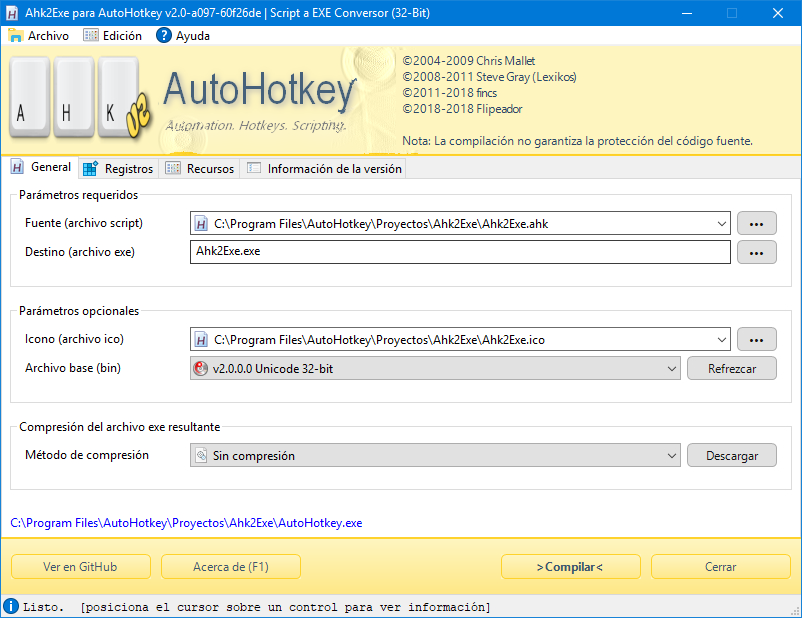 Ahk2Exe para AutoHotkey v2.0-a097-60f26de | Script a EXE Conversor (32-Bit)
Archivo Edición Ayuda
A H K v2
AutoHotkey
Automation. Hotkeys. Scripting.
©2004-2009 Chris Mallet
©2008-2011 Steve Gray (Lexikos)
©2011-2018 fincs
©2018-2018 Flipeador
Nota: La compilación no garantiza la protección del código fuente.
General Registros Recursos Información de la versión
Parámetros requeridos
Fuente (archivo script) C:\Program Files\AutoHotkey\Proyectos\Ahk2Exe\Ahk2Exe.ahk ...
Destino (archivo exe) Ahk2Exe.exe ...
Parámetros opcionales
Icono (archivo ico) C:\Program Files\AutoHotkey\Proyectos\Ahk2Exe\Ahk2Exe.ico ...
Archivo base (bin) v2.0.0.0 Unicode 32-bit Refrezcar
Compresión del archivo exe resultante
Método de compresión Sin compresión Descargar
C:\Program Files\AutoHotkey\Proyectos\Ahk2Exe\AutoHotkey.exe
Ver en GitHub Acerca de (F1) >Compilar< Cerrar
Listo. [posiciona el cursor sobre un control para ver información]